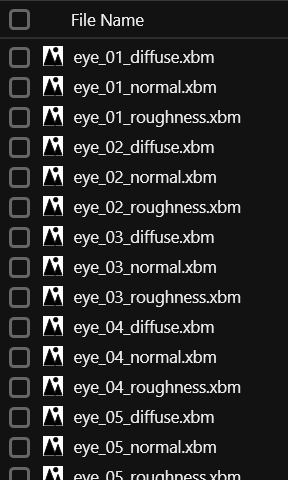 File Name
eye_01_diffuse.xbm
eye_01_normal.xbm
eye_01_roughness.xbm
eye_02_diffuse.xbm
eye_02_normal.xbm
eye_02_roughness.xbm
eye_03_diffuse.xbm
eye_03_normal.xbm
eye_03_roughness.xbm
eye_04_diffuse.xbm
eye_04_normal.xbm
eye_04_roughness.xbm
eye_05_diffuse.xbm
eye_05_normal.xbm
eye_05_roughness.xbm